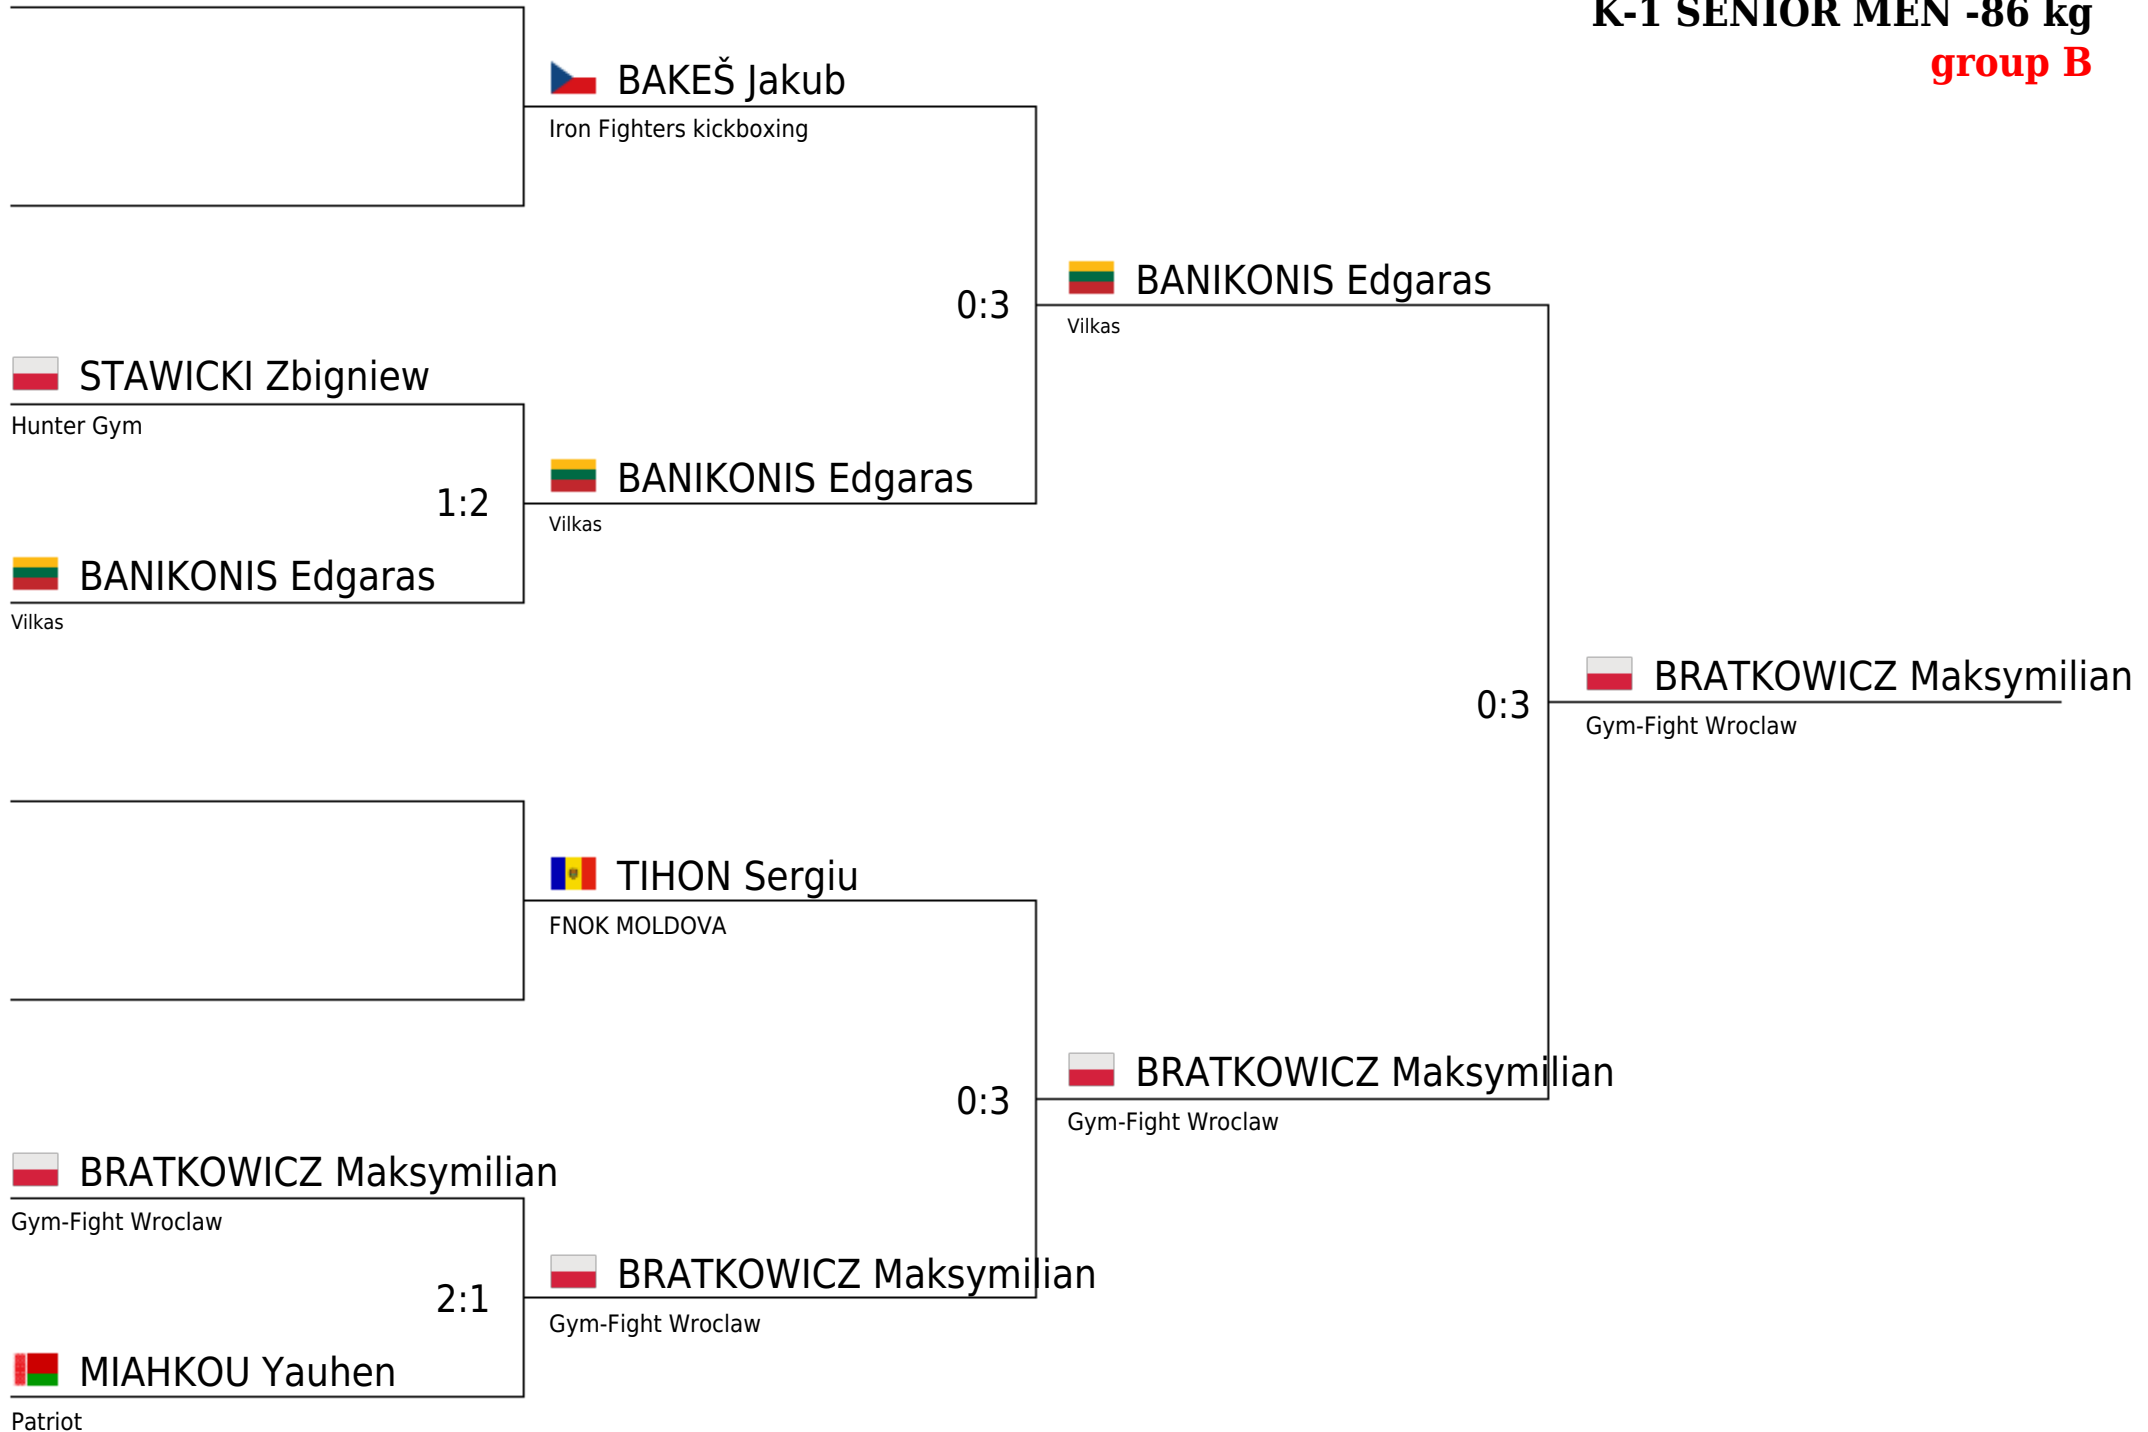 K-1 SENIOR MEN -86 kg
group B
BAKEŠ Jakub
Iron Fighters kickboxing
0:3
BANIKONIS Edgaras
Vilkas
STAWICKI Zbigniew
Hunter Gym
1:2
BANIKONIS Edgaras
Vilkas
BANIKONIS Edgaras
Vilkas
0:3
BRATKOWICZ Maksymilian
Gym-Fight Wroclaw
TIHON Sergiu
FNOK MOLDOVA
0:3
BRATKOWICZ Maksymilian
Gym-Fight Wroclaw
BRATKOWICZ Maksymilian
Gym-Fight Wroclaw
2:1
BRATKOWICZ Maksymilian
Gym-Fight Wroclaw
MIAHKOU Yauhen
Patriot